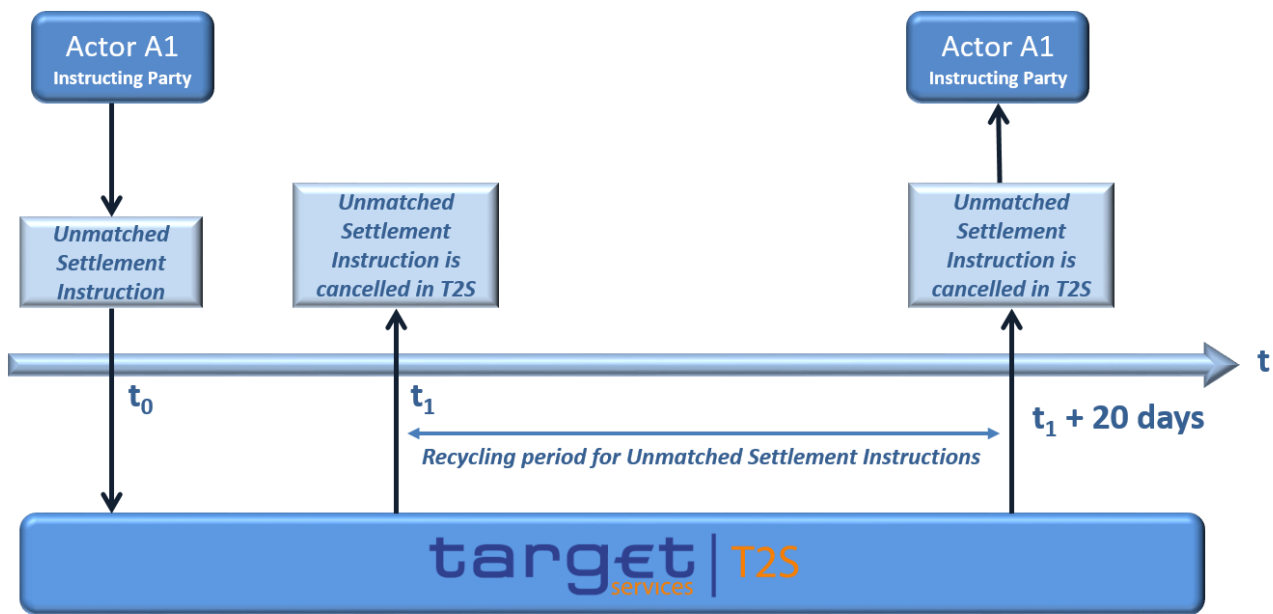 Actor A1
Instructing Party
Actor A1
Instructing Party
Unmatched
Settlement
Instruction
Unmatched
Settlement
Instruction is
cancelled in T2S
Unmatched
Settlement
Instruction is
cancelled in T2S
t
t0
t1
t1 + 20 days
Recycling period for Unmatched Settlement Instructions
target services | T2S